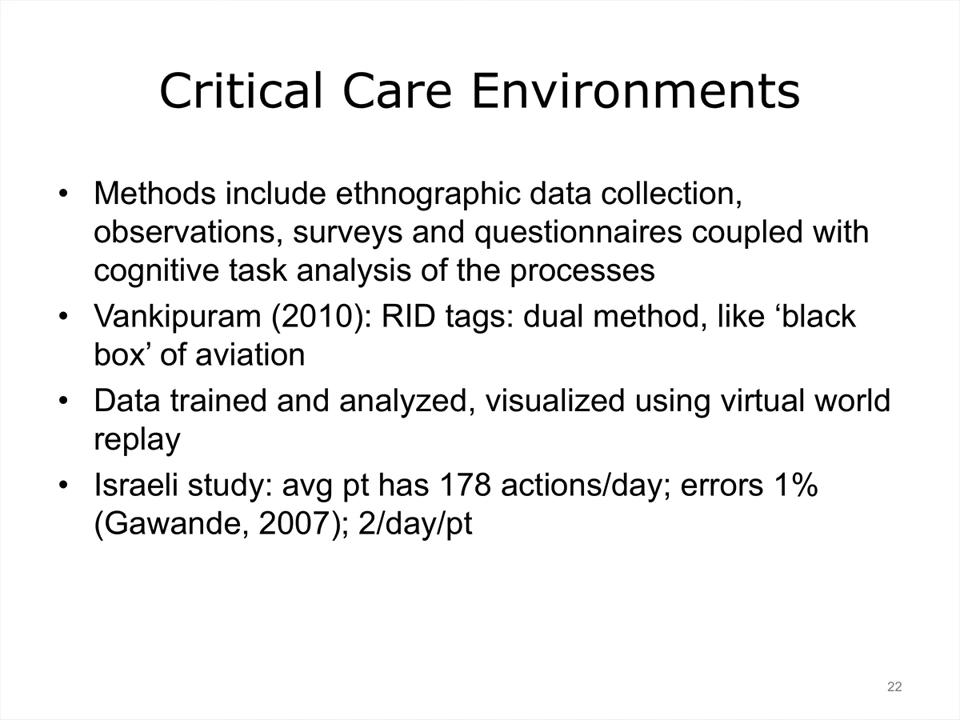 Critical Care Environments
• Methods include ethnographic data collection,
observations, surveys and questionnaires coupled with
cognitive task analysis of the processes
• Vankipuram (2010): RID tags: dual method, like ‘black
box’ of aviation
• Data trained and analyzed, visualized using virtual world
replay
• Israeli study: avg pt has 178 actions/day; errors 1%
(Gawande, 2007); 2/day/pt
22